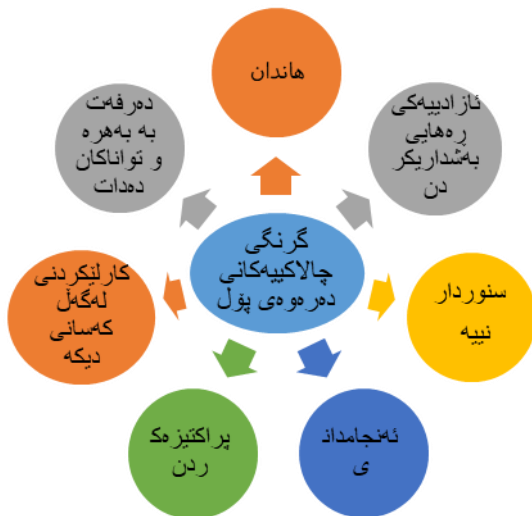 هاندان
ئازادییەکی
ڕەهایی
بەشداریکر
دن
سنوردار
نییە
ئەنجامدان
ی
پراکتیزەک
ردن
کارلێکردنی
لەگەڵ
کەسانی
دیکە
دەرفەت
بە بەهرە
و تواناکان
دەدات
گرنگی
چالاکییەکانی
دەرەوەی پۆل